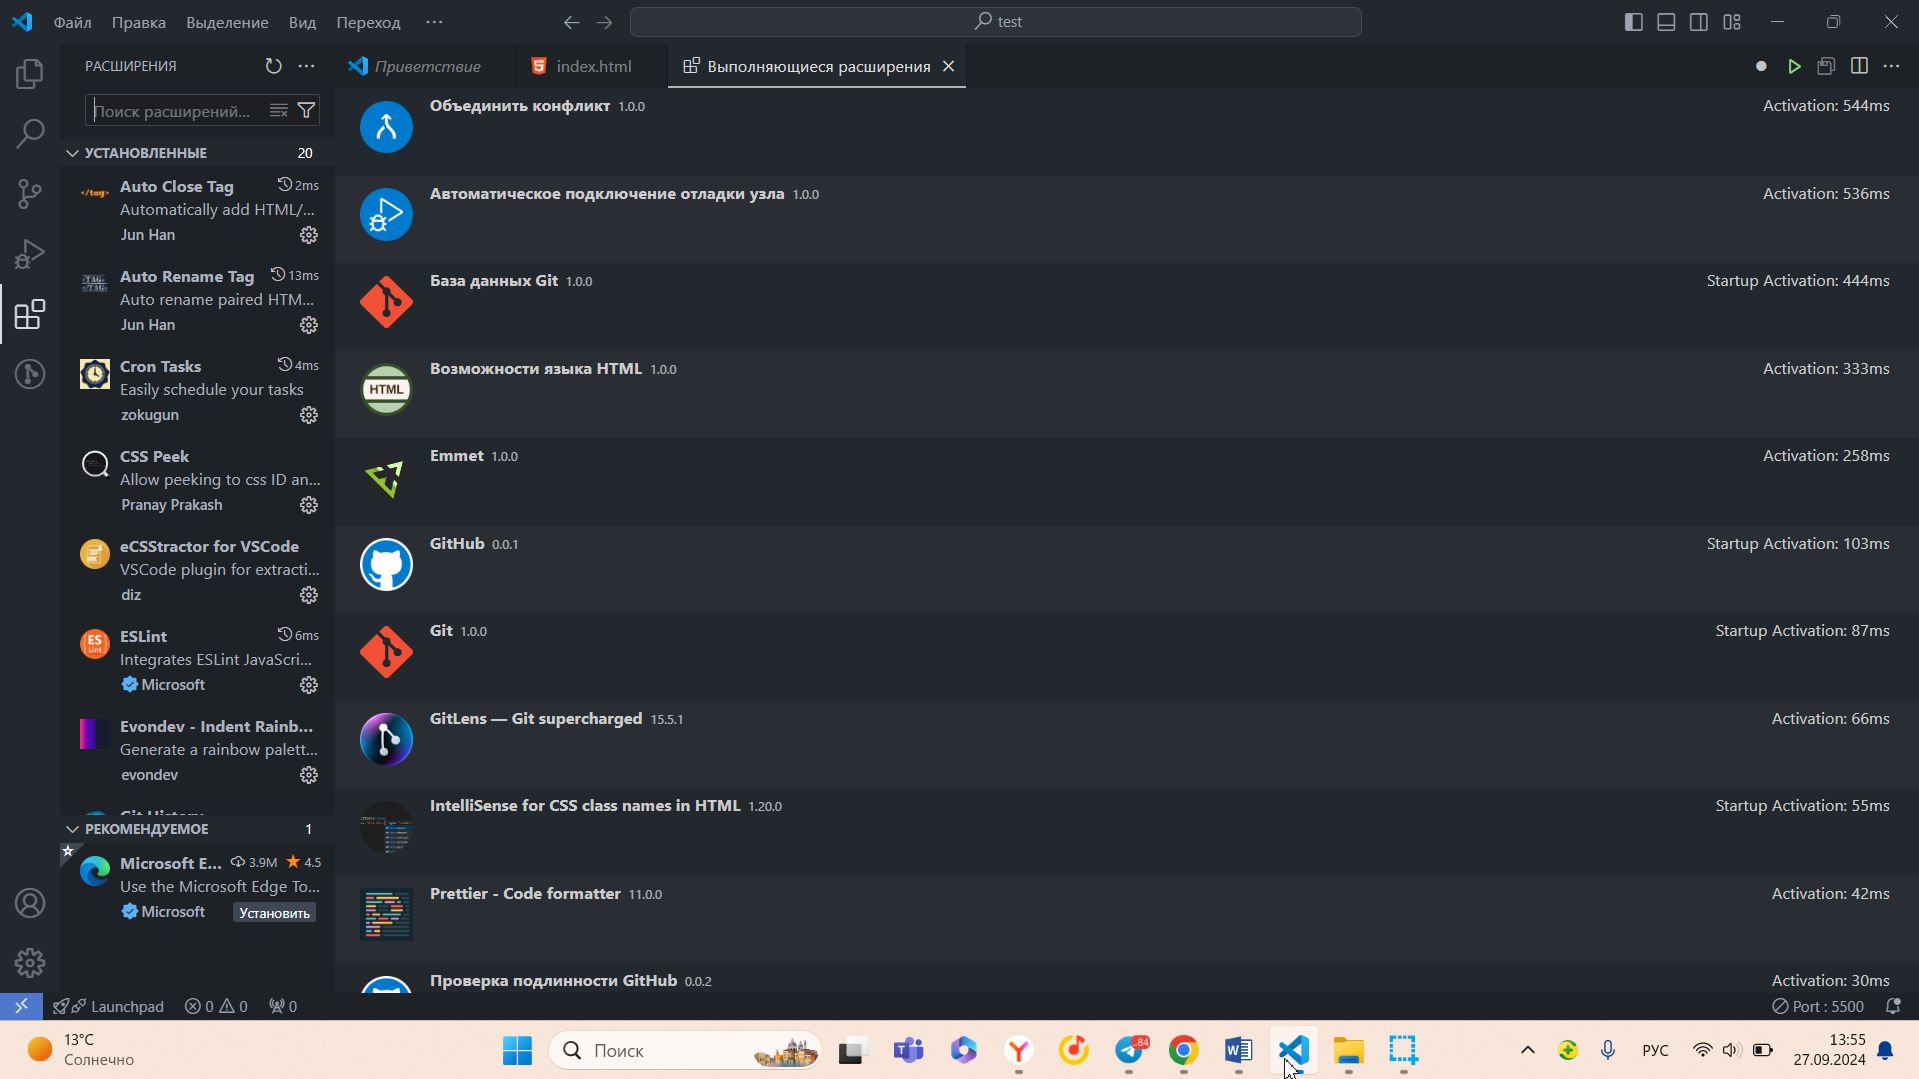 Файл Правка Выделение Вид Переход ··· test
РАСШИРЕНИЯ
Поиск расширений...
УСТАНОВЛЕННЫЕ 20
Auto Close Tag 2ms
Automatically add HTML/...
Jun Han
Auto Rename Tag 13ms
Auto rename paired HTM...
Jun Han
Cron Tasks 4ms
Easily schedule your tasks
zokugun
CSS Peek
Allow peeking to css ID an...
Pranay Prakash
eCSStractor for VSCode
VSCode plugin for extracti...
diz
ESLint 6ms
Integrates ESLint JavaScri...
Microsoft
Evondev - Indent Rainb...
Generate a rainbow palett...
evondev
Git History
РЕКОМЕНДУЕМОЕ 1
Microsoft E... 3.9M 4.5
Use the Microsoft Edge To...
Microsoft Установить
Приветствие index.html Выполняющиеся расширения
Объединить конфликт 1.0.0 Activation: 544ms
Автоматическое подключение отладки узла 1.0.0 Activation: 536ms
База данных Git 1.0.0 Startup Activation: 444ms
Возможности языка HTML 1.0.0 Activation: 333ms
HTML
Emmet 1.0.0 Activation: 258ms
GitHub 0.0.1 Startup Activation: 103ms
Git 1.0.0 Startup Activation: 87ms
GitLens — Git supercharged 15.5.1 Activation: 66ms
IntelliSense for CSS class names in HTML 1.20.0 Startup Activation: 55ms
Prettier - Code formatter 11.0.0 Activation: 42ms
Проверка подлинности GitHub 0.0.2 Activation: 30ms
Launchpad 0 0 0 Port : 5500
13°C
Солнечно
Поиск
84
РУС
13:55
27.09.2024